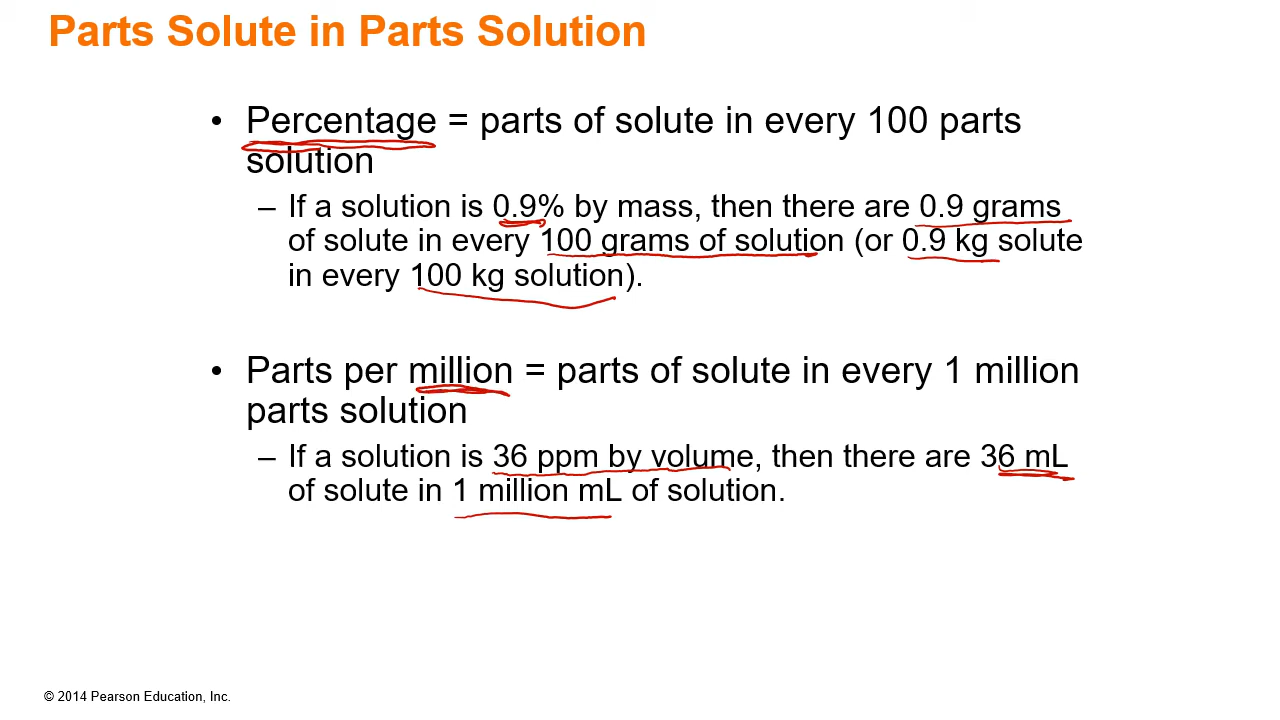 Parts Solute in Parts Solution
• Percentage = parts of solute in every 100 parts
solution
– If a solution is 0.9% by mass, then there are 0.9 grams
of solute in every 100 grams of solution (or 0.9 kg solute
in every 100 kg solution).
• Parts per million = parts of solute in every 1 million
parts solution
– If a solution is 36 ppm by volume, then there are 36 mL
of solute in 1 million mL of solution.
© 2014 Pearson Education, Inc.